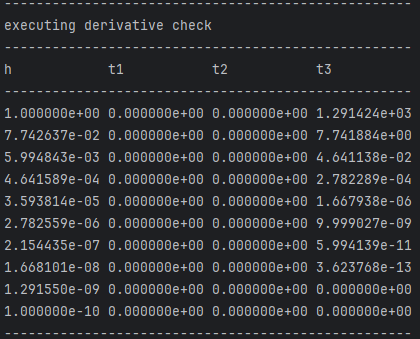 --------------------------------------------------
executing derivative check
--------------------------------------------------
h            t1           t2           t3
--------------------------------------------------
1.000000e+00 0.000000e+00 0.000000e+00 1.291424e+03
7.742637e-02 0.000000e+00 0.000000e+00 7.741884e+00
5.994843e-03 0.000000e+00 0.000000e+00 4.641138e-02
4.641589e-04 0.000000e+00 0.000000e+00 2.782289e-04
3.593814e-05 0.000000e+00 0.000000e+00 1.667938e-06
2.782559e-06 0.000000e+00 0.000000e+00 9.999027e-09
2.154435e-07 0.000000e+00 0.000000e+00 5.994139e-11
1.668101e-08 0.000000e+00 0.000000e+00 3.623768e-13
1.291550e-09 0.000000e+00 0.000000e+00 0.000000e+00
1.000000e-10 0.000000e+00 0.000000e+00 0.000000e+00
--------------------------------------------------